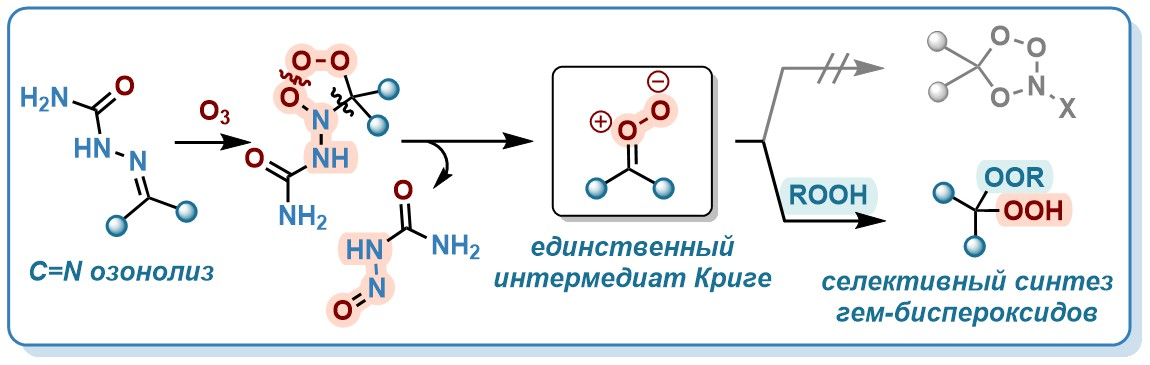 H₂N
O
HN
N
C=N озонолиз
O₃
O
O
O
N
NH
O
NH₂
O
HN
NH₂
N
O
⊕
O
O
⊖
единственный
интермедиат Криге
ROOH
O
O
N
O
X
OOR
OOH
селективный синтез
гем-биспероксидов